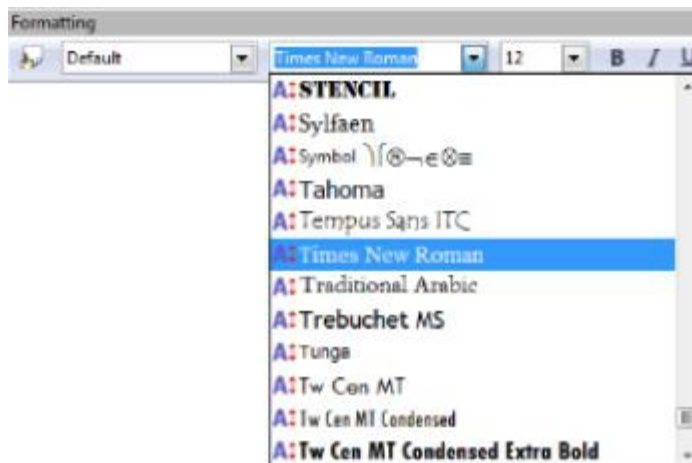 Formatting
Default Times New Roman 12 B I U
A STENCIL
A Sylfaen
A Symbol ⎞⌠®¬∈⊗≡
A Tahoma
A Tempus Sans ITC
A Times New Roman
A Traditional Arabic
A Trebuchet MS
A Tunga
A Tw Cen MT
A Tw Cen MT Condensed
A Tw Cen MT Condensed Extra Bold